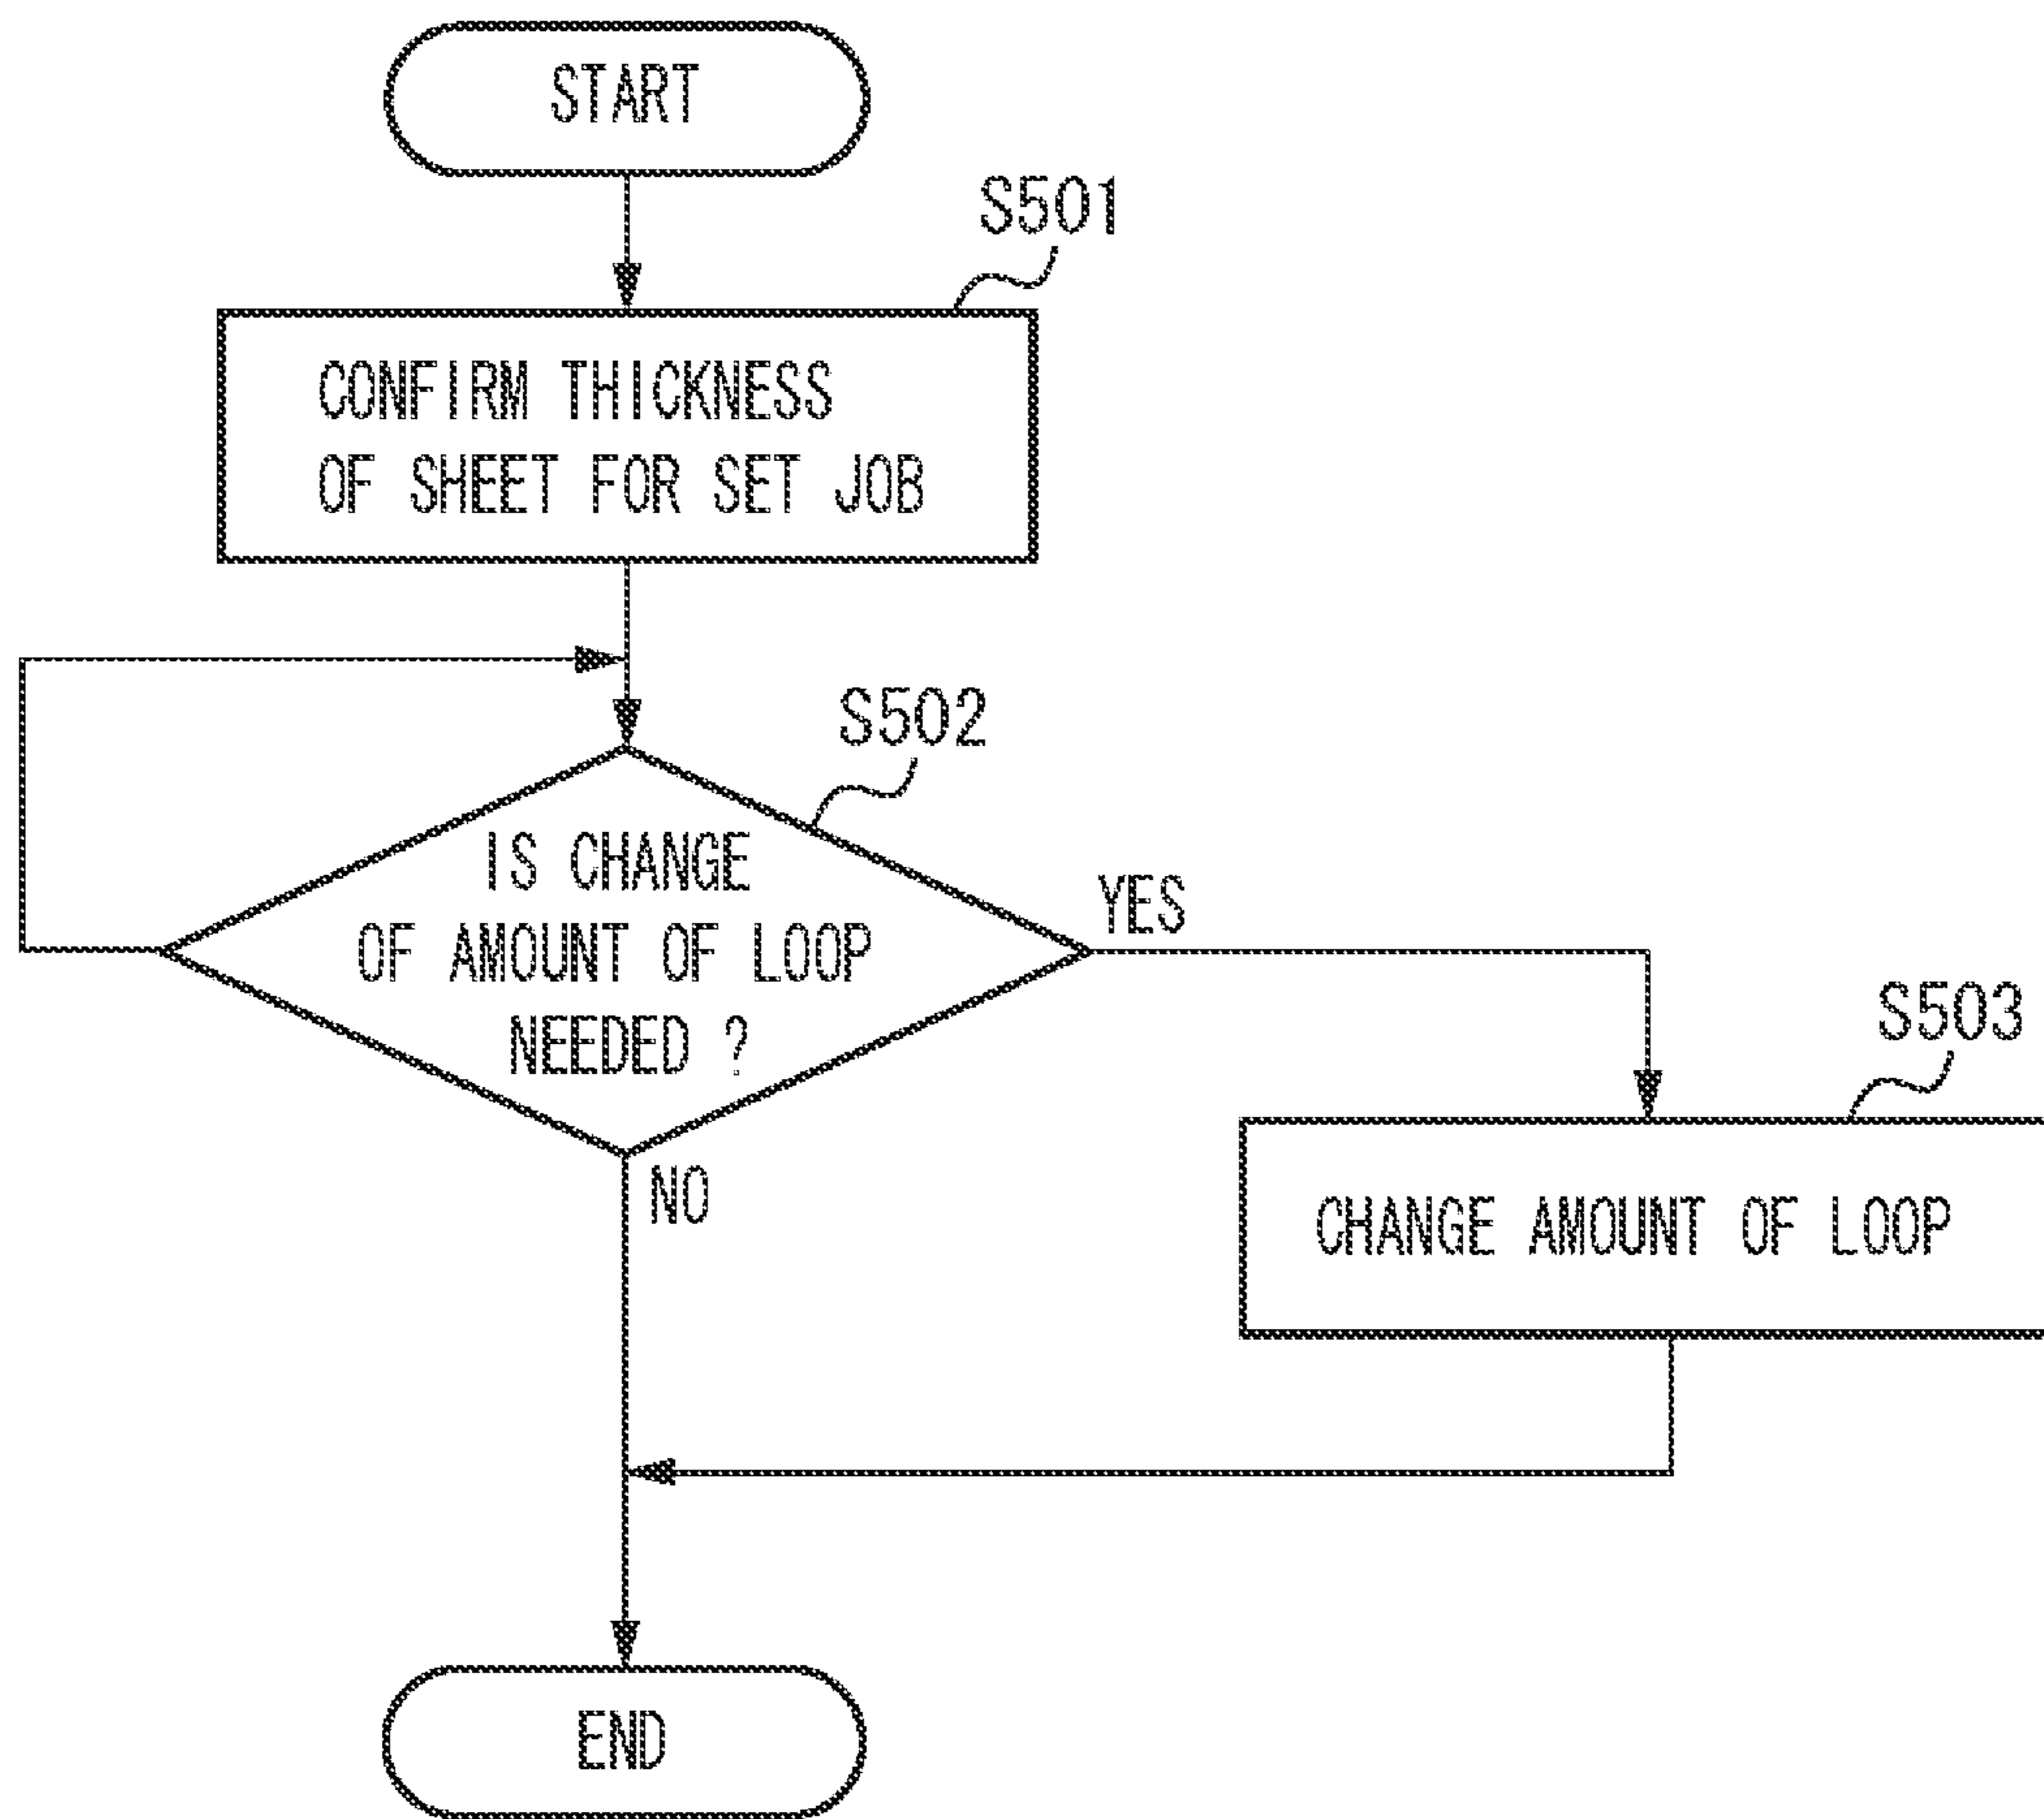 START
S501
CONFIRM THICKNESS
OF SHEET FOR SET JOB
S502
IS CHANGE
OF AMOUNT OF LOOP
NEEDED ?
YES
NO
S503
CHANGE AMOUNT OF LOOP
END